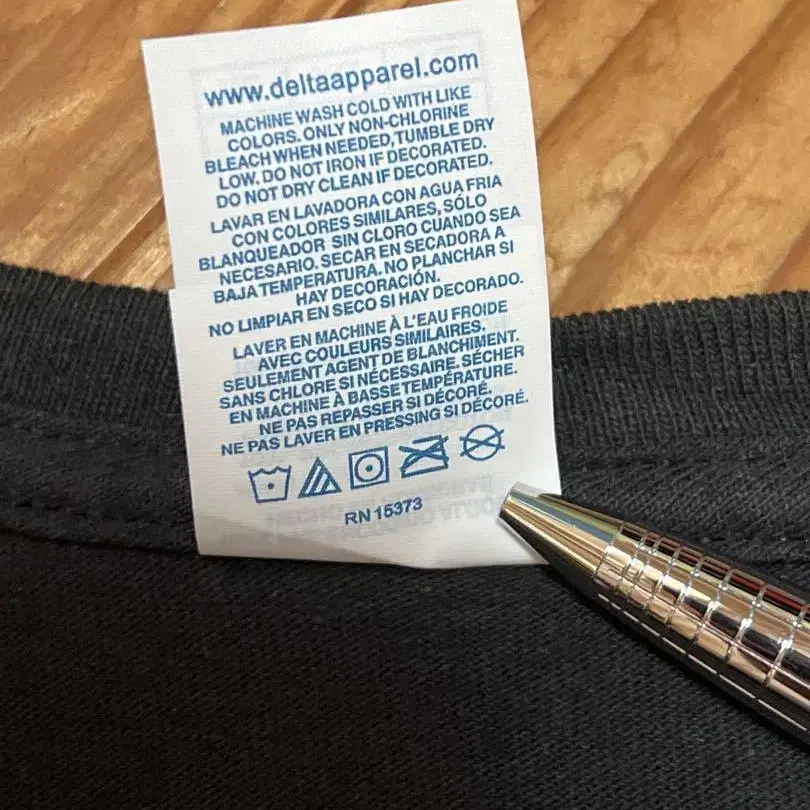 www.deltaapparel.com
MACHINE WASH COLD WITH LIKE
COLORS. ONLY NON-CHLORINE
BLEACH WHEN NEEDED, TUMBLE DRY
LOW. DO NOT IRON IF DECORATED.
DO NOT DRY CLEAN IF DECORATED.
LAVAR EN LAVADORA CON AGUA FRIA
CON COLORES SIMILARES, SÓLO
BLANQUEADOR SIN CLORO CUANDO SEA
NECESARIO. SECAR EN SECADORA A
BAJA TEMPERATURA. NO PLANCHAR SI
HAY DECORACIÓN.
NO LIMPIAR EN SECO SI HAY DECORADO.
LAVER EN MACHINE À L'EAU FROIDE
AVEC COULEURS SIMILAIRES.
SEULEMENT AGENT DE BLANCHIMENT.
SANS CHLORE SI NÉCESSAIRE. SÉCHER
EN MACHINE À BASSE TEMPÉRATURE.
NE PAS REPASSER SI DÉCORÉ.
NE PAS LAVER EN PRESSING SI DÉCORÉ.
RN 15373